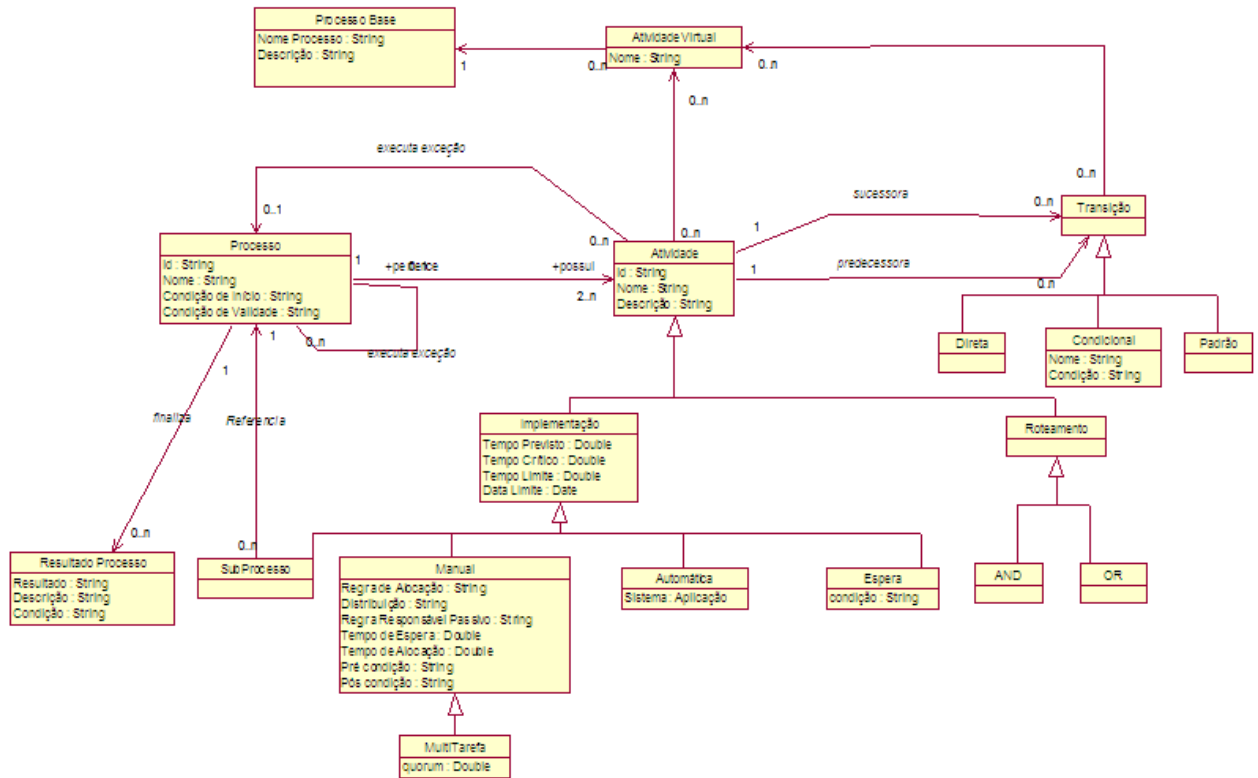 Processo Base
Nome Processo : String
Descrição : String
1
0..n
Atividade Virtual
Nome : String
0..n
0..n
executa exceção
0..1
0..n
0..n
sucessora
1
0..n
0..n
Transição
Processo
Id : String
Nome : String
Condição de Início : String
Condição de Validade : String
1
+possui
2..n
Atividade
Id : String
Nome : String
Descrição : String
1
predecessora
0..n
0..n
executa exceção
1
1
Direta
Condicional
Nome : String
Condição : String
Padrão
finaliza
Referencia
Implementação
Tempo Previsto : Double
Tempo Crítico : Double
Tempo Limite : Double
Data Limite : Date
Roteamento
0..n
0..n
Resultado Processo
Resultado : String
Descrição : String
Condição : String
SubProcesso
Manual
Regra de Alocação : String
Distribuição : String
Regra Responsável Passivo : String
Tempo de Espera : Double
Tempo de Alocação : Double
Pré condição : String
Pós condição : String
Automática
Sistema : Aplicação
Espera
condição : String
AND
OR
MultiTarefa
quorum : Double